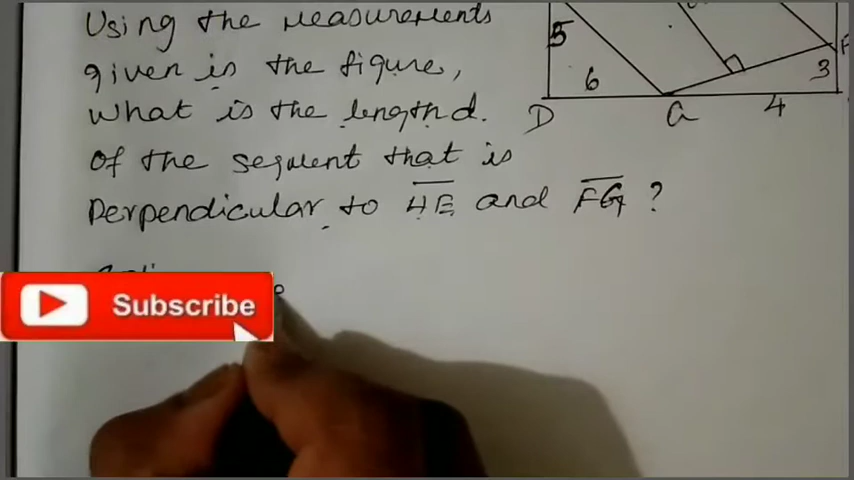 Using the measurements
given in the figure,
What is the length d.
of the segment that is
Perpendicular to HE and FG ?
5
6
3
4
D
G
F
Subscribe